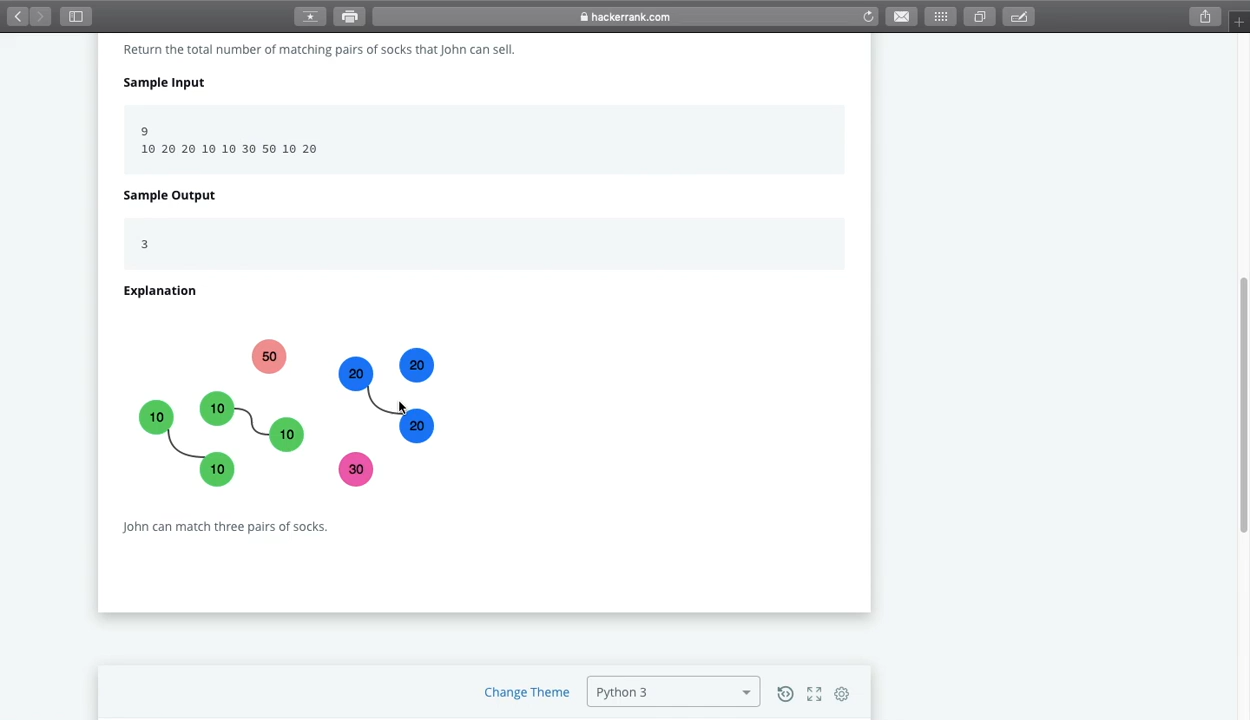 hackerrank.com
Return the total number of matching pairs of socks that John can sell.
Sample Input
9
10 20 20 10 10 30 50 10 20
Sample Output
3
Explanation
50
20
20
10
10
10
20
10
30
John can match three pairs of socks.
Change Theme
Python 3